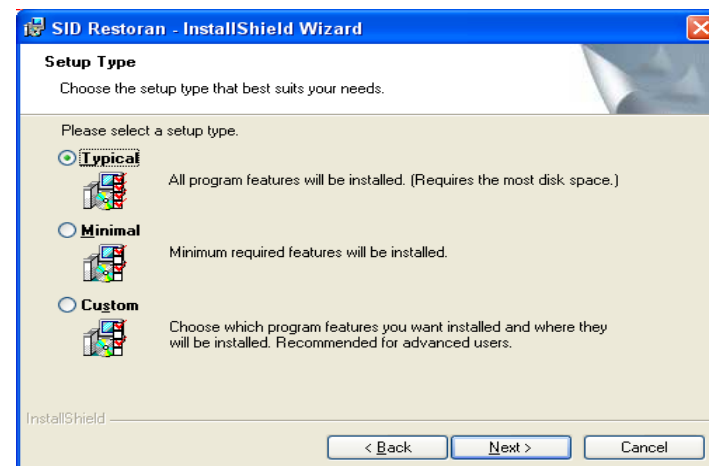 SID Restoran - InstallShield Wizard
Setup Type
Choose the setup type that best suits your needs.
Please select a setup type.
Typical
All program features will be installed. (Requires the most disk space.)
Minimal
Minimum required features will be installed.
Custom
Choose which program features you want installed and where they
will be installed. Recommended for advanced users.
InstallShield
< Back
Next >
Cancel